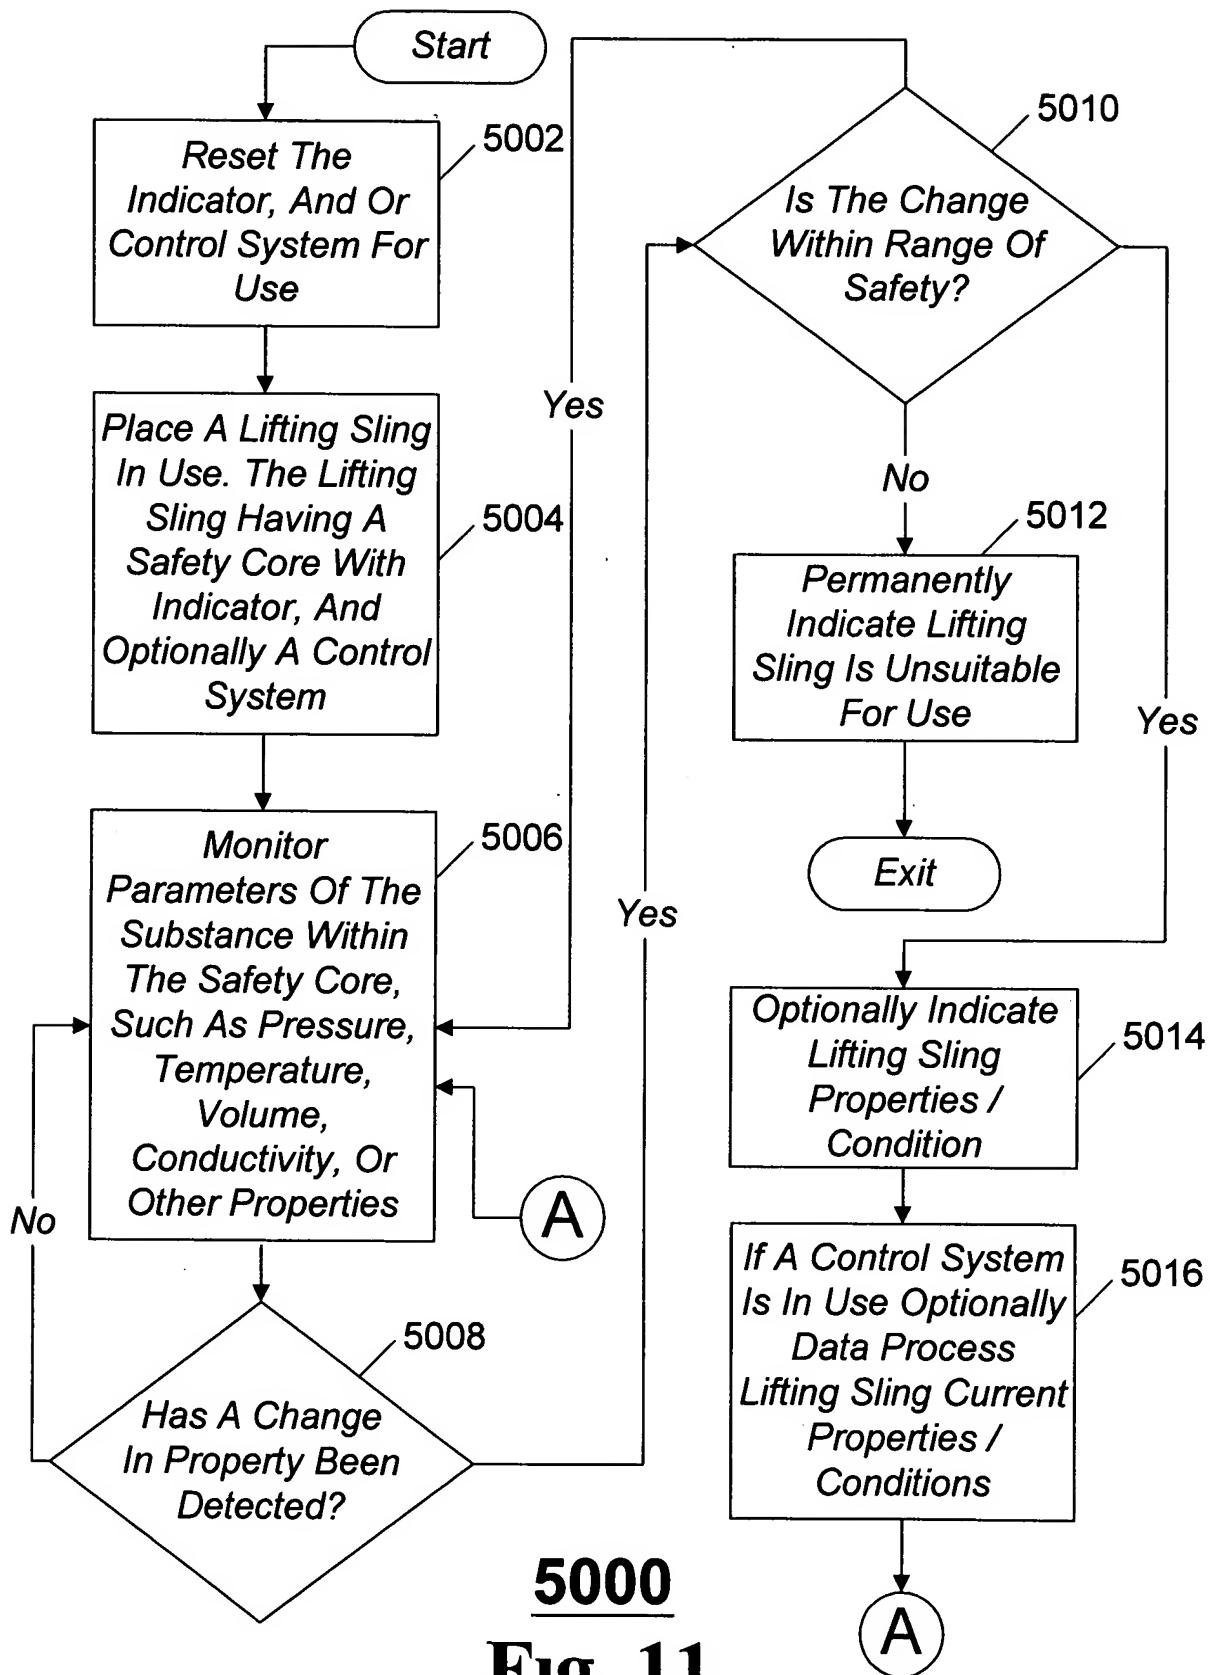 Start
5002
Reset The
Indicator, And Or
Control System For
Use
Place A Lifting Sling
In Use. The Lifting
Sling Having A
Safety Core With
Indicator, And
Optionally A Control
System
5004
Monitor
Parameters Of The
Substance Within
The Safety Core,
Such As Pressure,
Temperature,
Volume,
Conductivity, Or
Other Properties
5006
A
No
5008
Has A Change
In Property Been
Detected?
Yes
Yes
5010
Is The Change
Within Range Of
Safety?
No
5012
Permanently
Indicate Lifting
Sling Is Unsuitable
For Use
Yes
Exit
Optionally Indicate
Lifting Sling
Properties /
Condition
5014
If A Control System
Is In Use Optionally
Data Process
Lifting Sling Current
Properties /
Conditions
5016
A
5000
Fig. 11